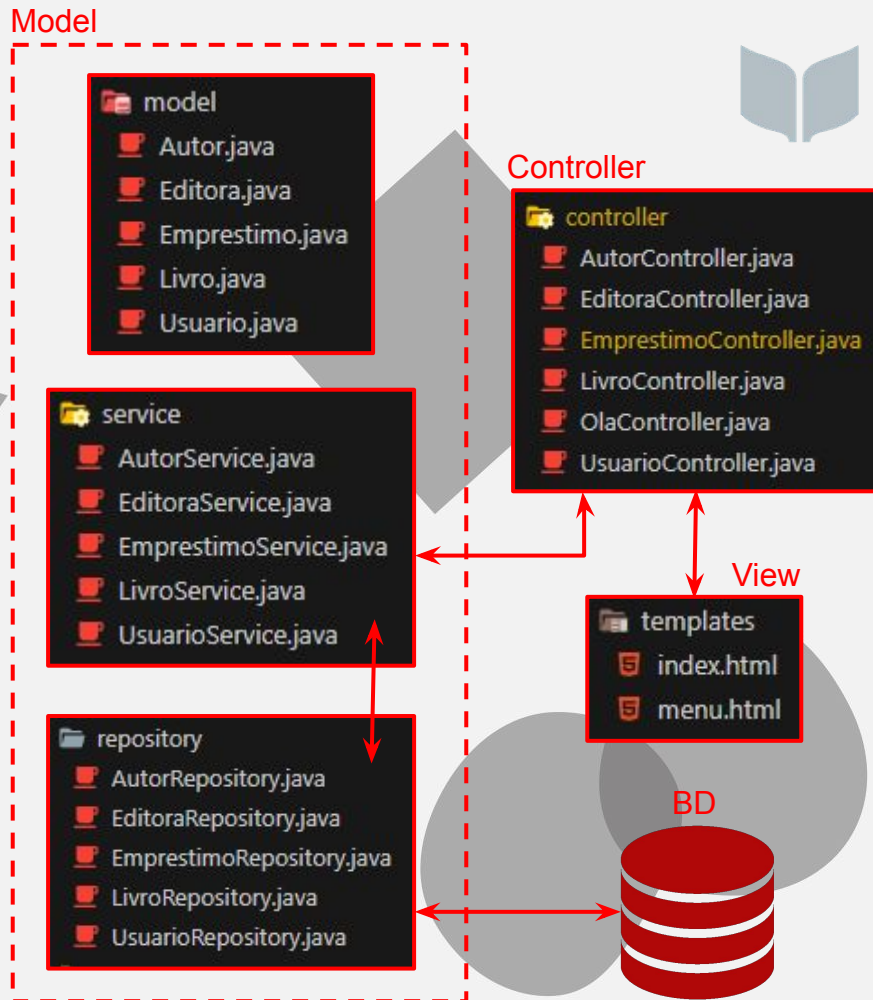 Model
model
Autor.java
Editora.java
Emprestimo.java
Livro.java
Usuario.java
service
AutorService.java
EditoraService.java
EmprestimoService.java
LivroService.java
UsuarioService.java
repository
AutorRepository.java
EditoraRepository.java
EmprestimoRepository.java
LivroRepository.java
UsuarioRepository.java
Controller
controller
AutorController.java
EditoraController.java
EmprestimoController.java
LivroController.java
OlaController.java
UsuarioController.java
View
templates
index.html
menu.html
BD